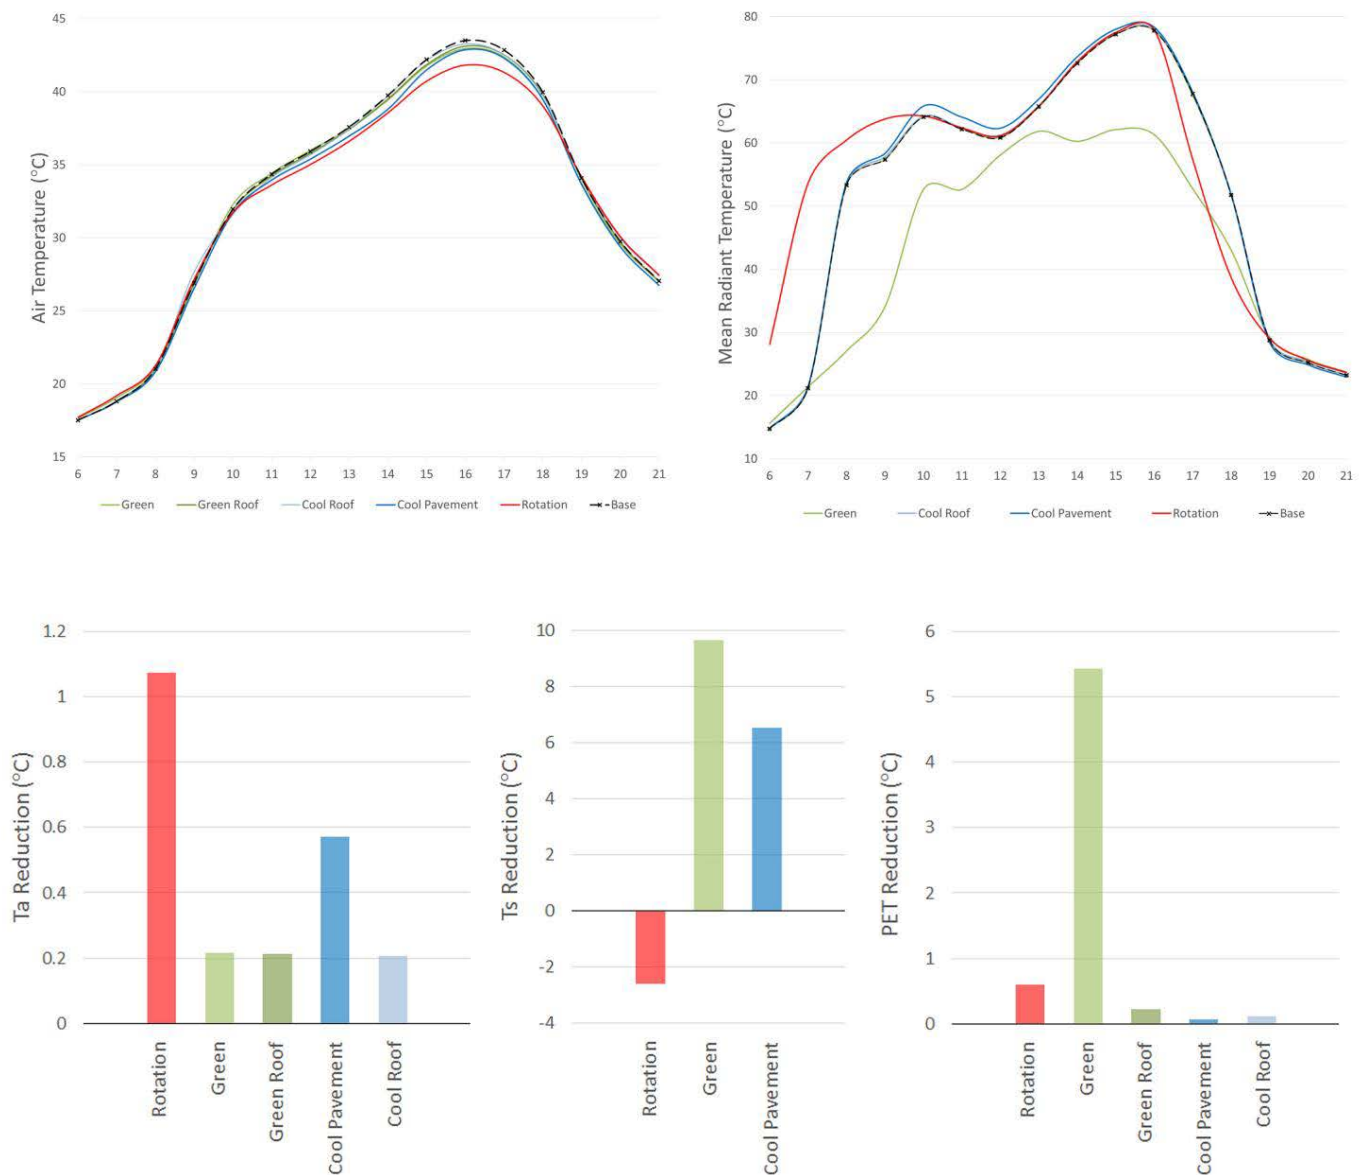 Air Temperature (°C)
45
40
35
30
25
20
15
6 7 8 9 10 11 12 13 14 15 16 17 18 19 20 21
Green Green Roof Cool Roof Cool Pavement Rotation Base
Mean Radiant Temperature (°C)
80
70
60
50
40
30
20
10
6 7 8 9 10 11 12 13 14 15 16 17 18 19 20 21
Green Cool Roof Cool Pavement Rotation Base
Ta Reduction (°C)
1.2
1
0.8
0.6
0.4
0.2
0
Rotation
Green
Green Roof
Cool Pavement
Cool Roof
Ts Reduction (°C)
10
8
6
4
2
0
-2
-4
Rotation
Green
Cool Pavement
PET Reduction (°C)
6
5
4
3
2
1
0
Rotation
Green
Green Roof
Cool Pavement
Cool Roof